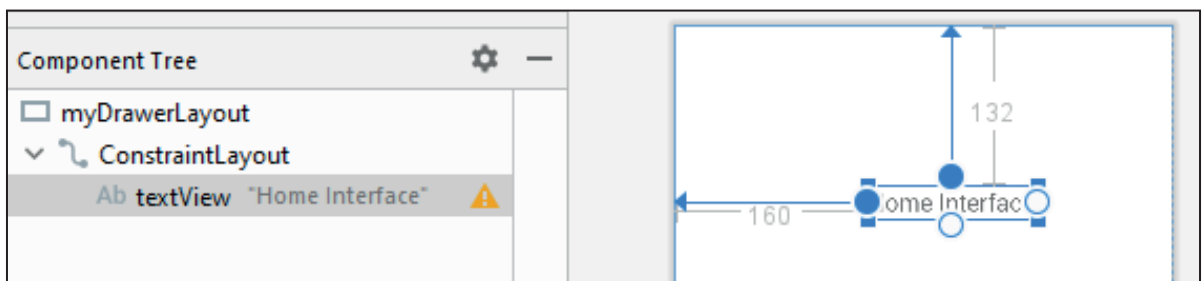 Component Tree
myDrawerLayout
ConstraintLayout
Ab textView "Home Interface"
132
160
ome Interfac